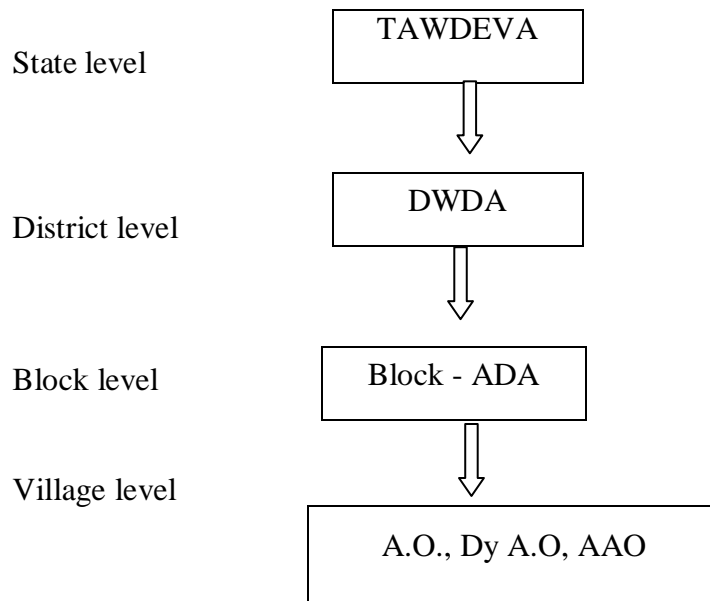 TAWDEVA
State level
DWDA
District level
Block - ADA
Block level
Village level
A.O., Dy A.O, AAO